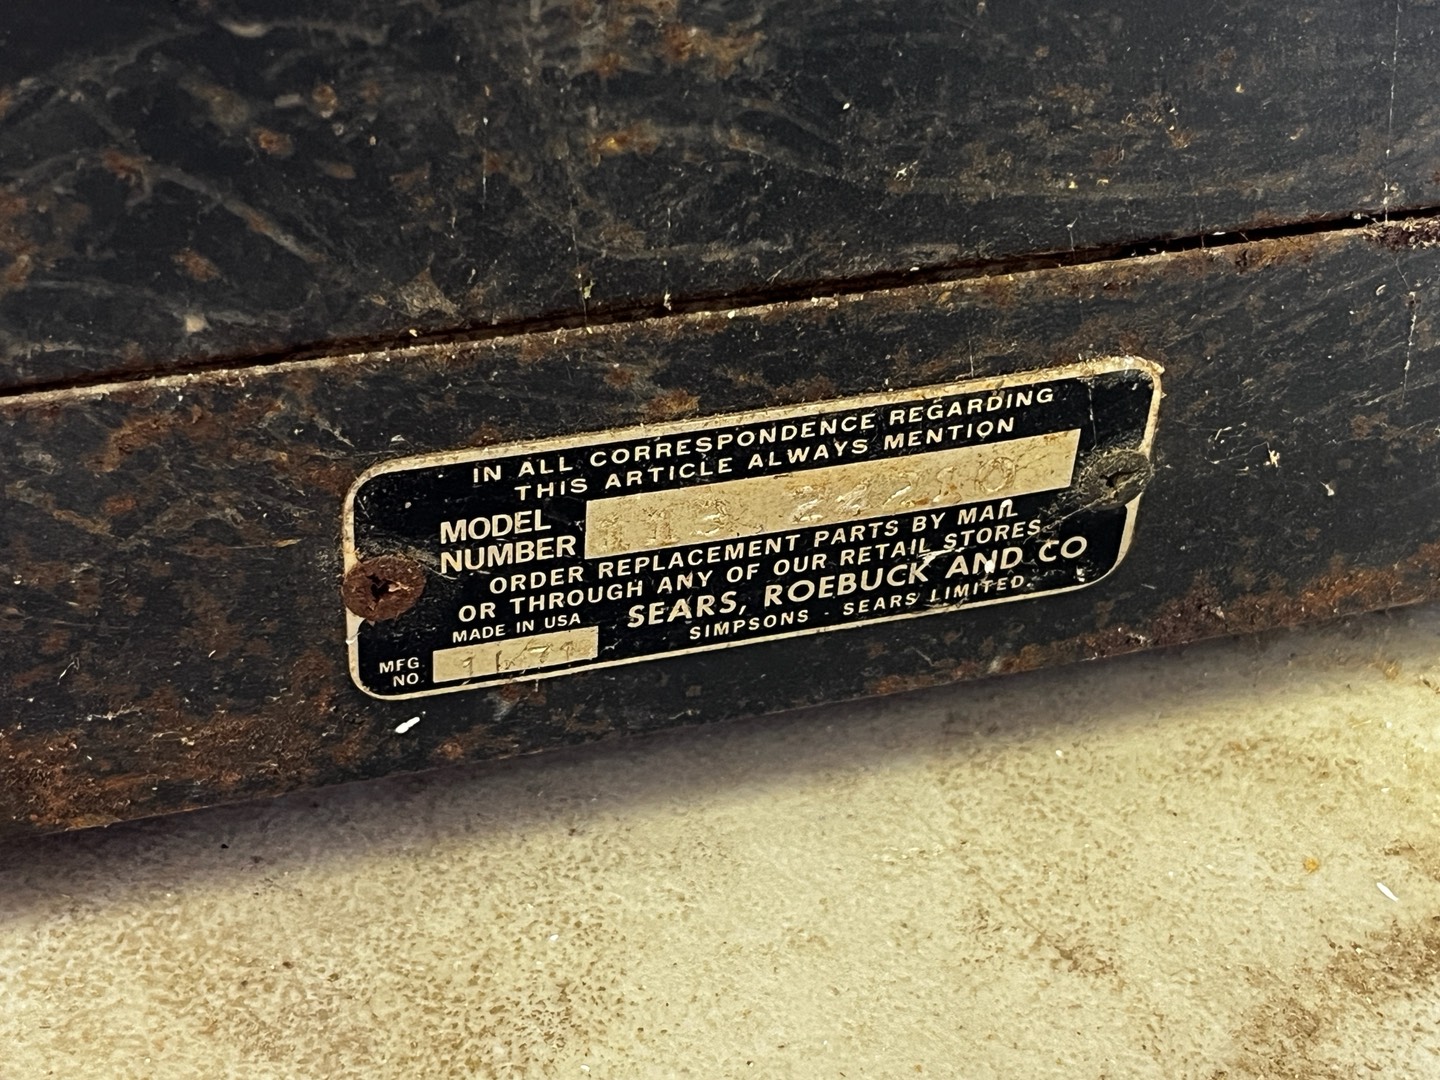 IN ALL CORRESPONDENCE REGARDING
THIS ARTICLE ALWAYS MENTION
MODEL
NUMBER
ORDER REPLACEMENT PARTS BY MAIL
OR THROUGH ANY OF OUR RETAIL STORES
SEARS, ROEBUCK AND CO
SIMPSONS - SEARS LIMITED
MADE IN USA
MFG.
NO.